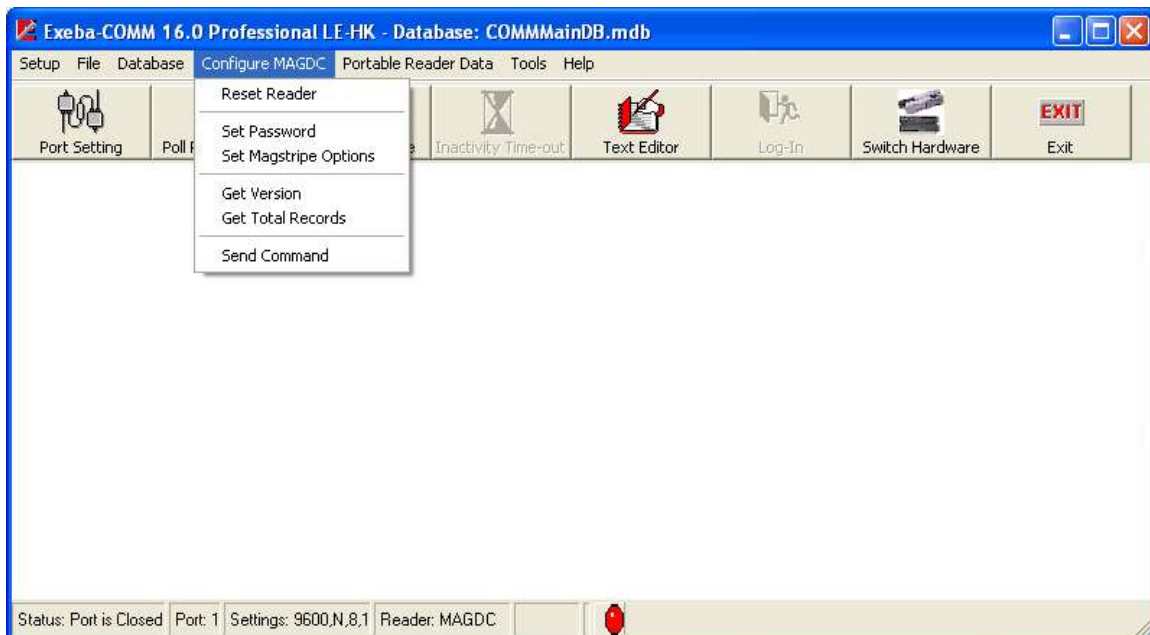 Exeba-COMM 16.0 Professional LE-HK - Database: COMMMainDB.mdb
Setup File Database Configure MAGDC Portable Reader Data Tools Help
Reset Reader
Set Password
Set Magstripe Options
Get Version
Get Total Records
Send Command
Port Setting Poll Inactivity Time-out Text Editor Log-In Switch Hardware EXIT Exit
Status: Port is Closed Port: 1 Settings: 9600,N,8,1 Reader: MAGDC